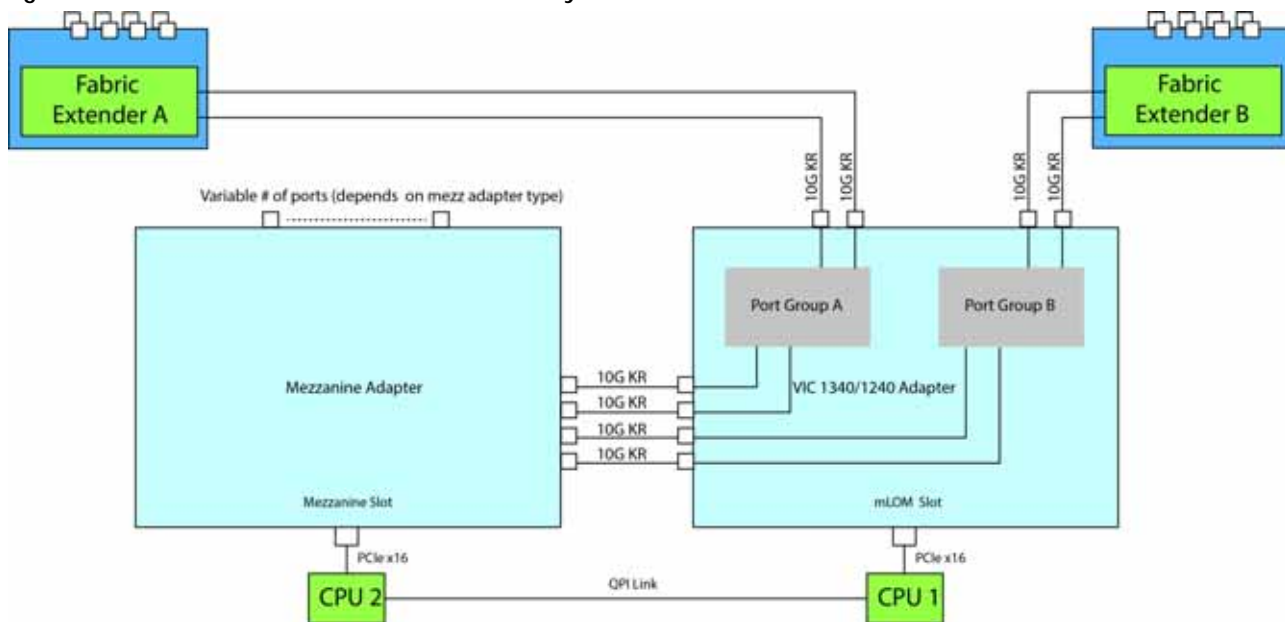 Fabric
Extender A
Fabric
Extender B
10G KR
10G KR
10G KR
10G KR
Variable # of ports (depends on mezz adapter type)
Port Group A
Port Group B
Mezzanine Adapter
10G KR
10G KR
10G KR
10G KR
VIC 1340/1240 Adapter
Mezzanine Slot
mLOM Slot
PCIe x16
PCIe x16
CPU 2
QPI Link
CPU 1